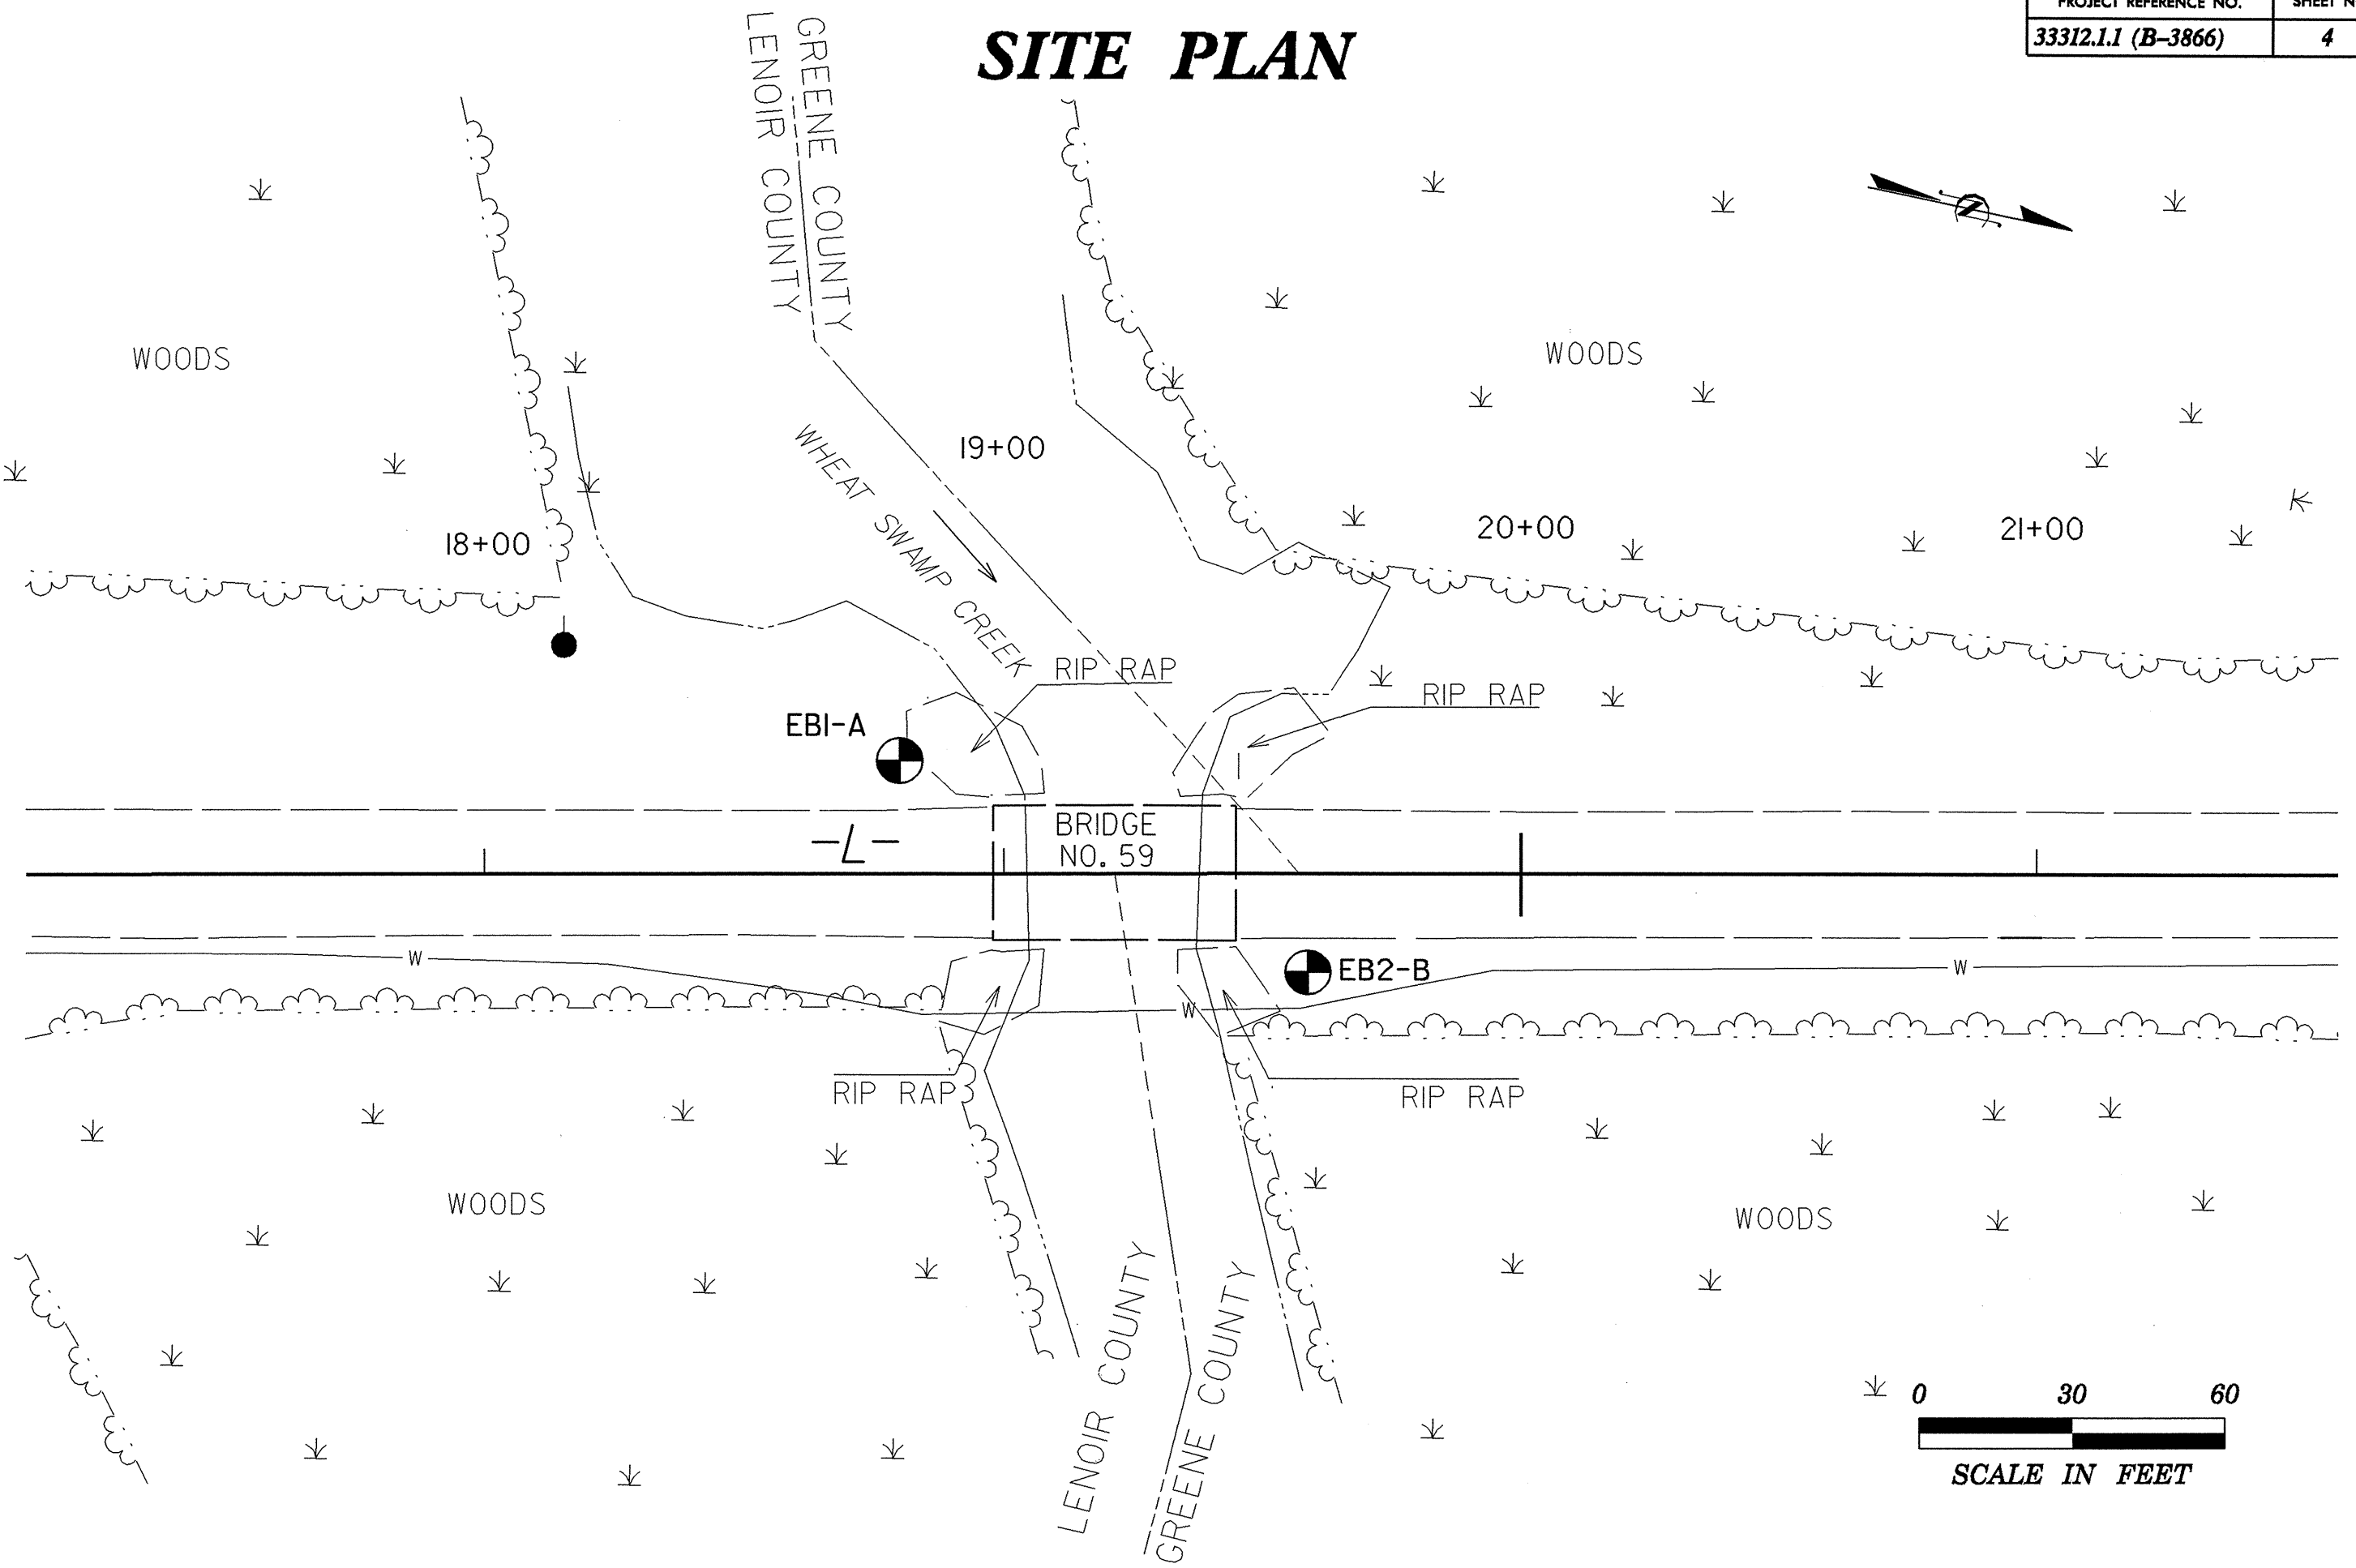 SITE PLAN
PROJECT REFERENCE NO.
33312.1.1 (B-3866)
4
GREENE COUNTY
LENOIR COUNTY
WOODS
WOODS
19+00
WHEAT SWAMP CREEK
18+00
20+00
21+00
RIP RAP
RIP RAP
EB1-A
-L-
BRIDGE
NO. 59
W
EB2-B
W
W
RIP RAP
RIP RAP
WOODS
WOODS
LENOIR COUNTY
GREENE COUNTY
0 30 60
SCALE IN FEET